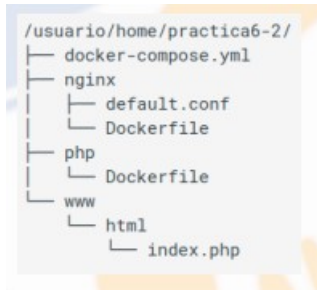 /usuario/home/practica6-2/
├── docker-compose.yml
├── nginx
│   ├── default.conf
│   └── Dockerfile
├── php
│   └── Dockerfile
└── www
    └── html
        └── index.php